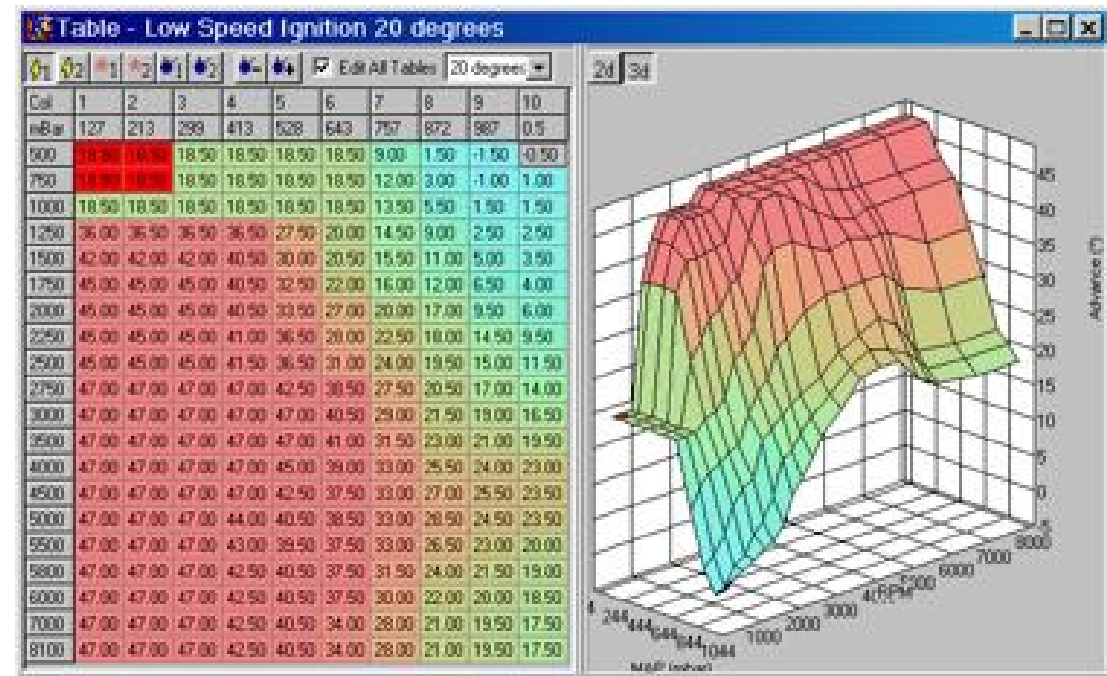 Table - Low Speed Ignition 20 degrees
Edit All Tables 20 degrees
2d 3d
Col 1 2 3 4 5 6 7 8 9 10
mBar 127 213 299 413 528 643 757 872 987 0.5
500 18.50 18.50 18.50 18.50 18.50 18.50 9.00 1.50 -1.50 -0.50
750 18.50 18.50 18.50 18.50 18.50 18.50 12.00 3.00 -1.00 1.00
1000 18.50 18.50 18.50 18.50 18.50 18.50 13.50 5.50 1.50 1.50
1250 36.00 36.50 36.50 36.50 27.50 20.00 14.50 9.00 2.50 2.50
1500 42.00 42.00 42.00 40.50 30.00 20.50 15.50 11.00 5.00 3.50
1750 45.00 45.00 45.00 40.50 32.50 22.00 16.00 12.00 6.50 4.00
2000 45.00 45.00 45.00 40.50 33.50 27.00 20.00 17.00 9.50 6.00
2250 45.00 45.00 45.00 41.00 36.50 28.00 22.50 18.00 14.50 9.50
2500 45.00 45.00 45.00 41.50 36.50 31.00 24.00 19.50 15.00 11.50
2750 47.00 47.00 47.00 47.00 42.50 38.50 27.50 20.50 17.00 14.00
3000 47.00 47.00 47.00 47.00 47.00 40.50 29.00 21.50 19.00 16.50
3500 47.00 47.00 47.00 47.00 47.00 41.00 31.50 23.00 21.00 19.50
4000 47.00 47.00 47.00 47.00 45.00 39.00 33.00 25.50 24.00 23.00
4500 47.00 47.00 47.00 47.00 42.50 37.50 33.00 27.00 25.50 23.50
5000 47.00 47.00 47.00 44.00 40.50 38.50 33.00 28.50 24.50 23.50
5500 47.00 47.00 47.00 43.00 39.50 37.50 33.00 26.50 23.00 20.00
5800 47.00 47.00 47.00 42.50 40.50 37.50 31.50 24.00 21.50 19.00
6000 47.00 47.00 47.00 42.50 40.50 37.50 30.00 22.00 20.00 18.50
7000 47.00 47.00 47.00 42.50 40.50 34.00 28.00 21.00 19.50 17.50
8100 47.00 47.00 47.00 42.50 40.50 34.00 28.00 21.00 19.50 17.50
45
40
35
30
25
20
15
10
5
0
-5
Advance (°)
244 444 644 844 1044
MAP (mbar)
1000 2000 3000 6000 7000 8000
RPM